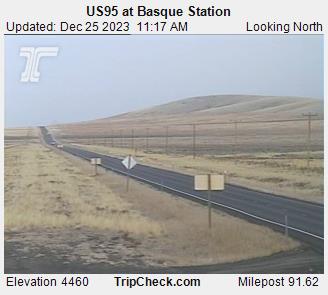 US95 at Basque Station
Updated: Dec 25 2023 11:17 AM Looking North
Elevation 4460 TripCheck.com Milepost 91.62